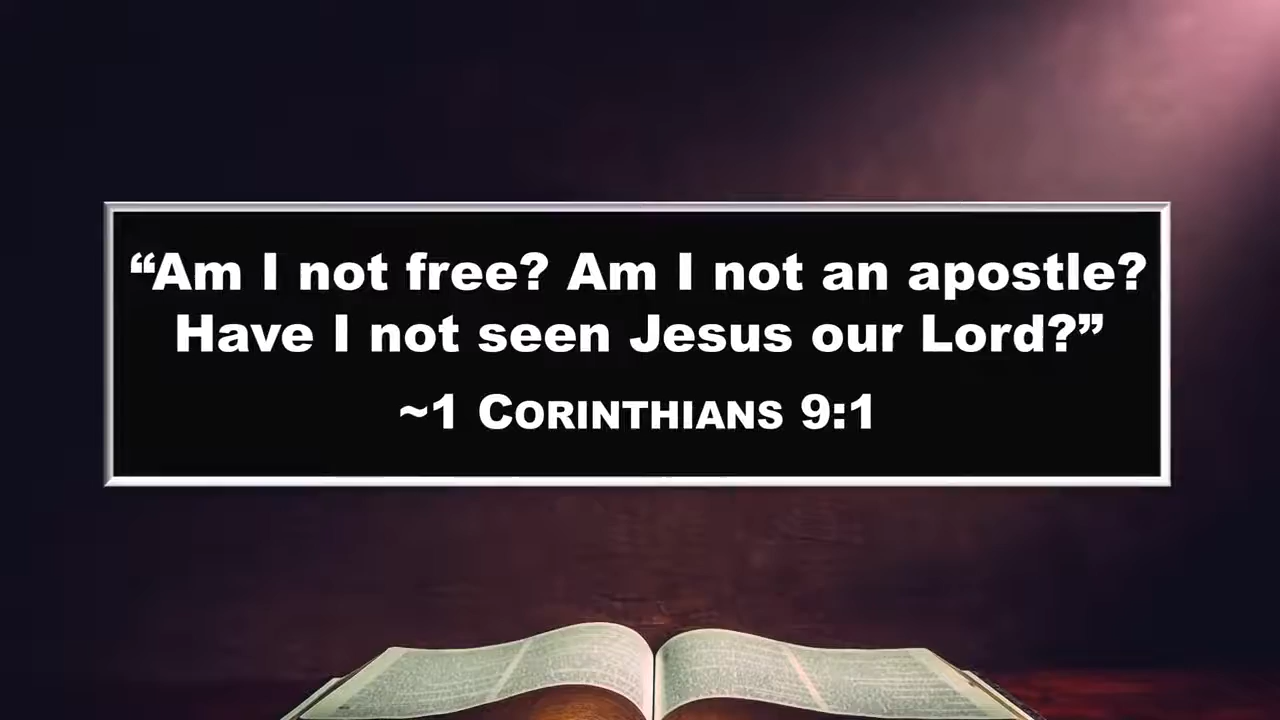 “Am I not free? Am I not an apostle?
Have I not seen Jesus our Lord?”
~1 CORINTHIANS 9:1